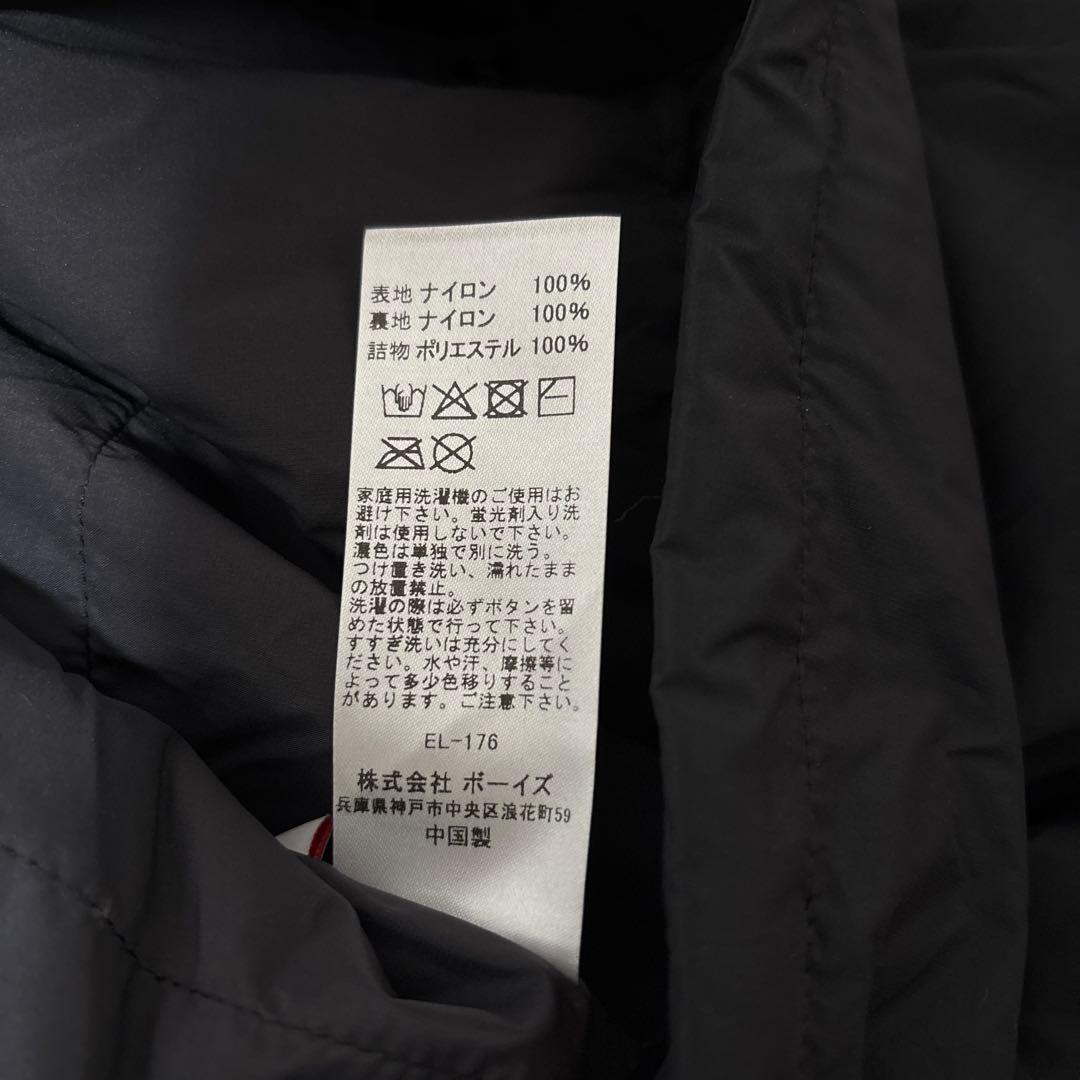 表地 ナイロン 100%
裏地 ナイロン 100%
詰物 ポリエステル 100%
家庭用洗濯機のご使用はお
避け下さい。蛍光剤入り洗
剤は使用しないで下さい。
濃色は単独で別に洗う。
つけ置き洗い、濡れたまま
の放置禁止。
洗濯の際は必ずボタンを留
めた状態で行って下さい。
すすぎ洗いは充分にしてく
ださい。水や汗、摩擦等に
よって多少色移りすること
があります。ご注意下さい。
EL-176
株式会社 ボーイズ
兵庫県神戸市中央区浪花町59
中国製